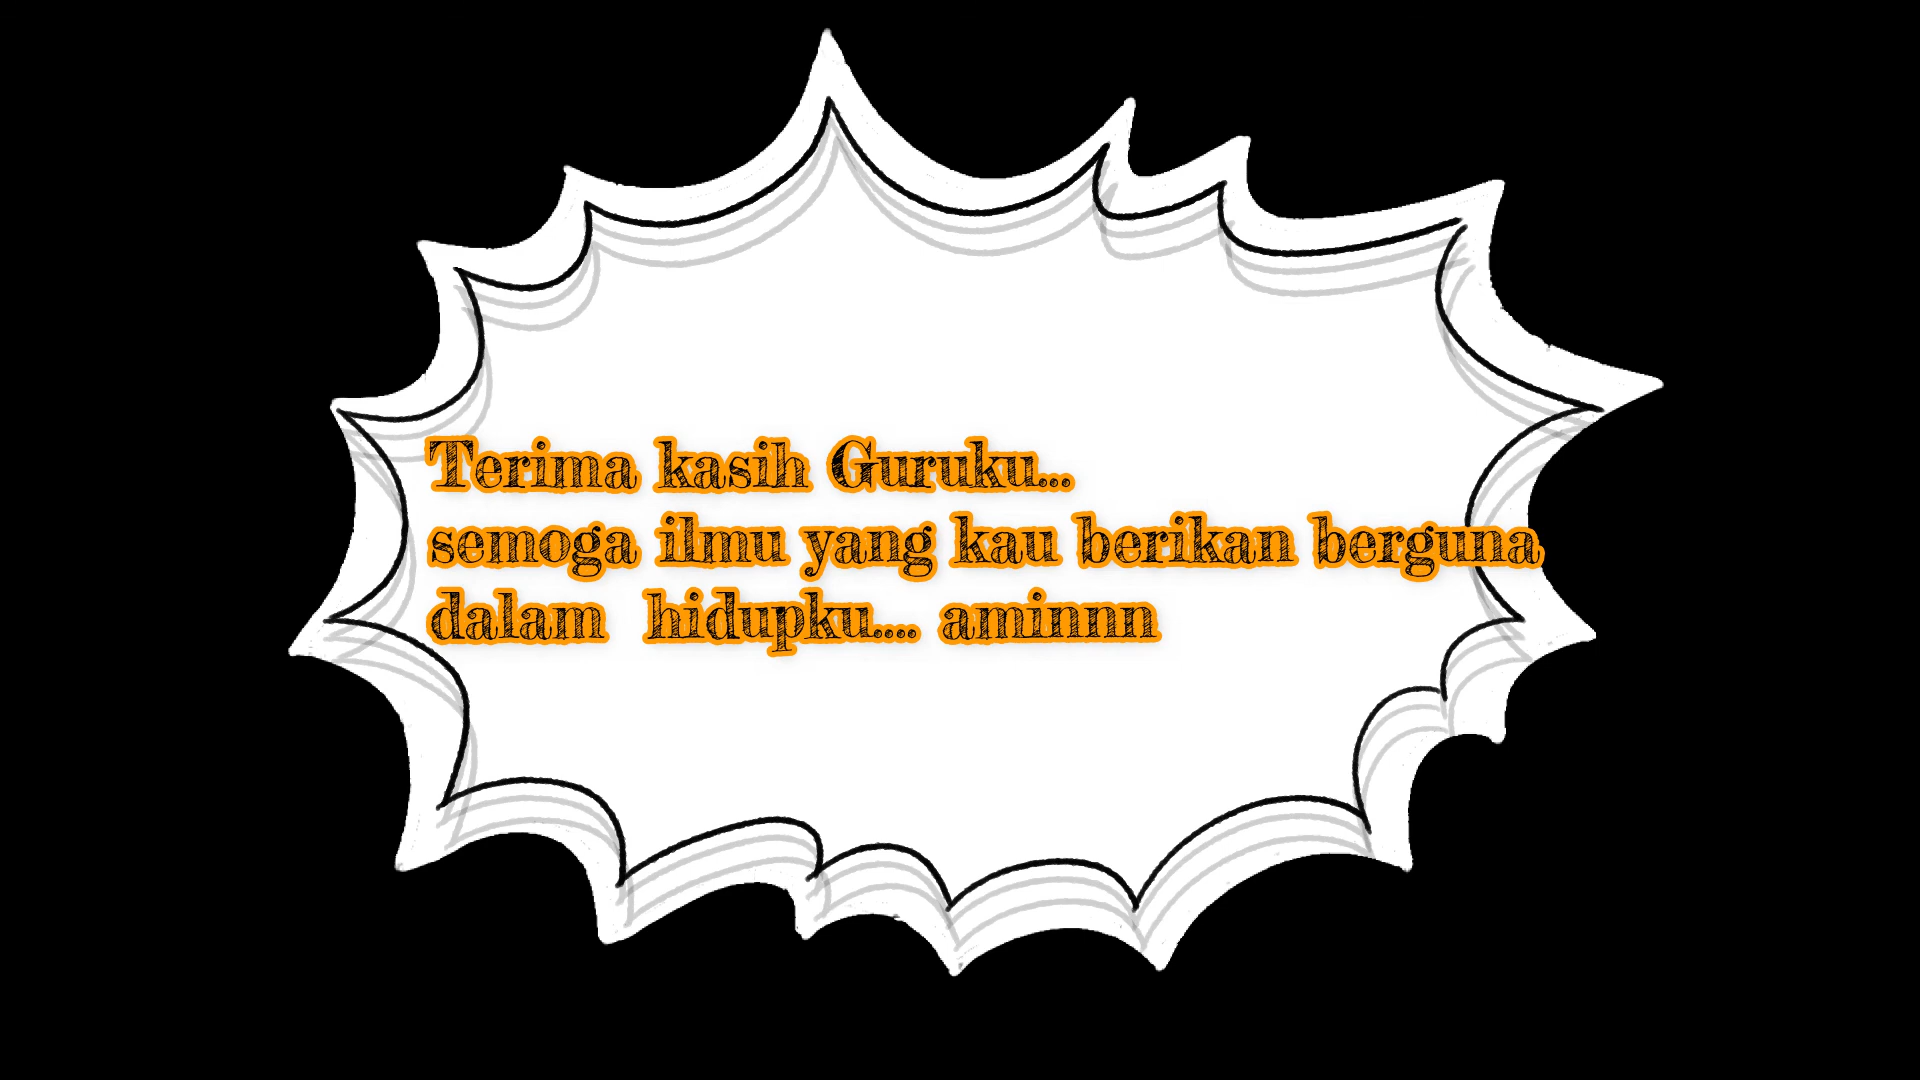 Terima kasih Guruku...
semoga ilmu yang kau berikan berguna
dalam  hidupku.... aminnn